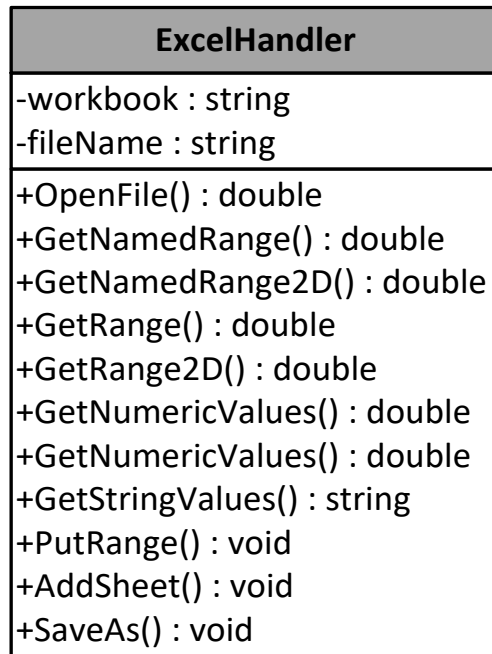 ExcelHandler
-workbook : string
-fileName : string
+OpenFile() : double
+GetNamedRange() : double
+GetNamedRange2D() : double
+GetRange() : double
+GetRange2D() : double
+GetNumericValues() : double
+GetNumericValues() : double
+GetStringValues() : string
+PutRange() : void
+AddSheet() : void
+SaveAs() : void